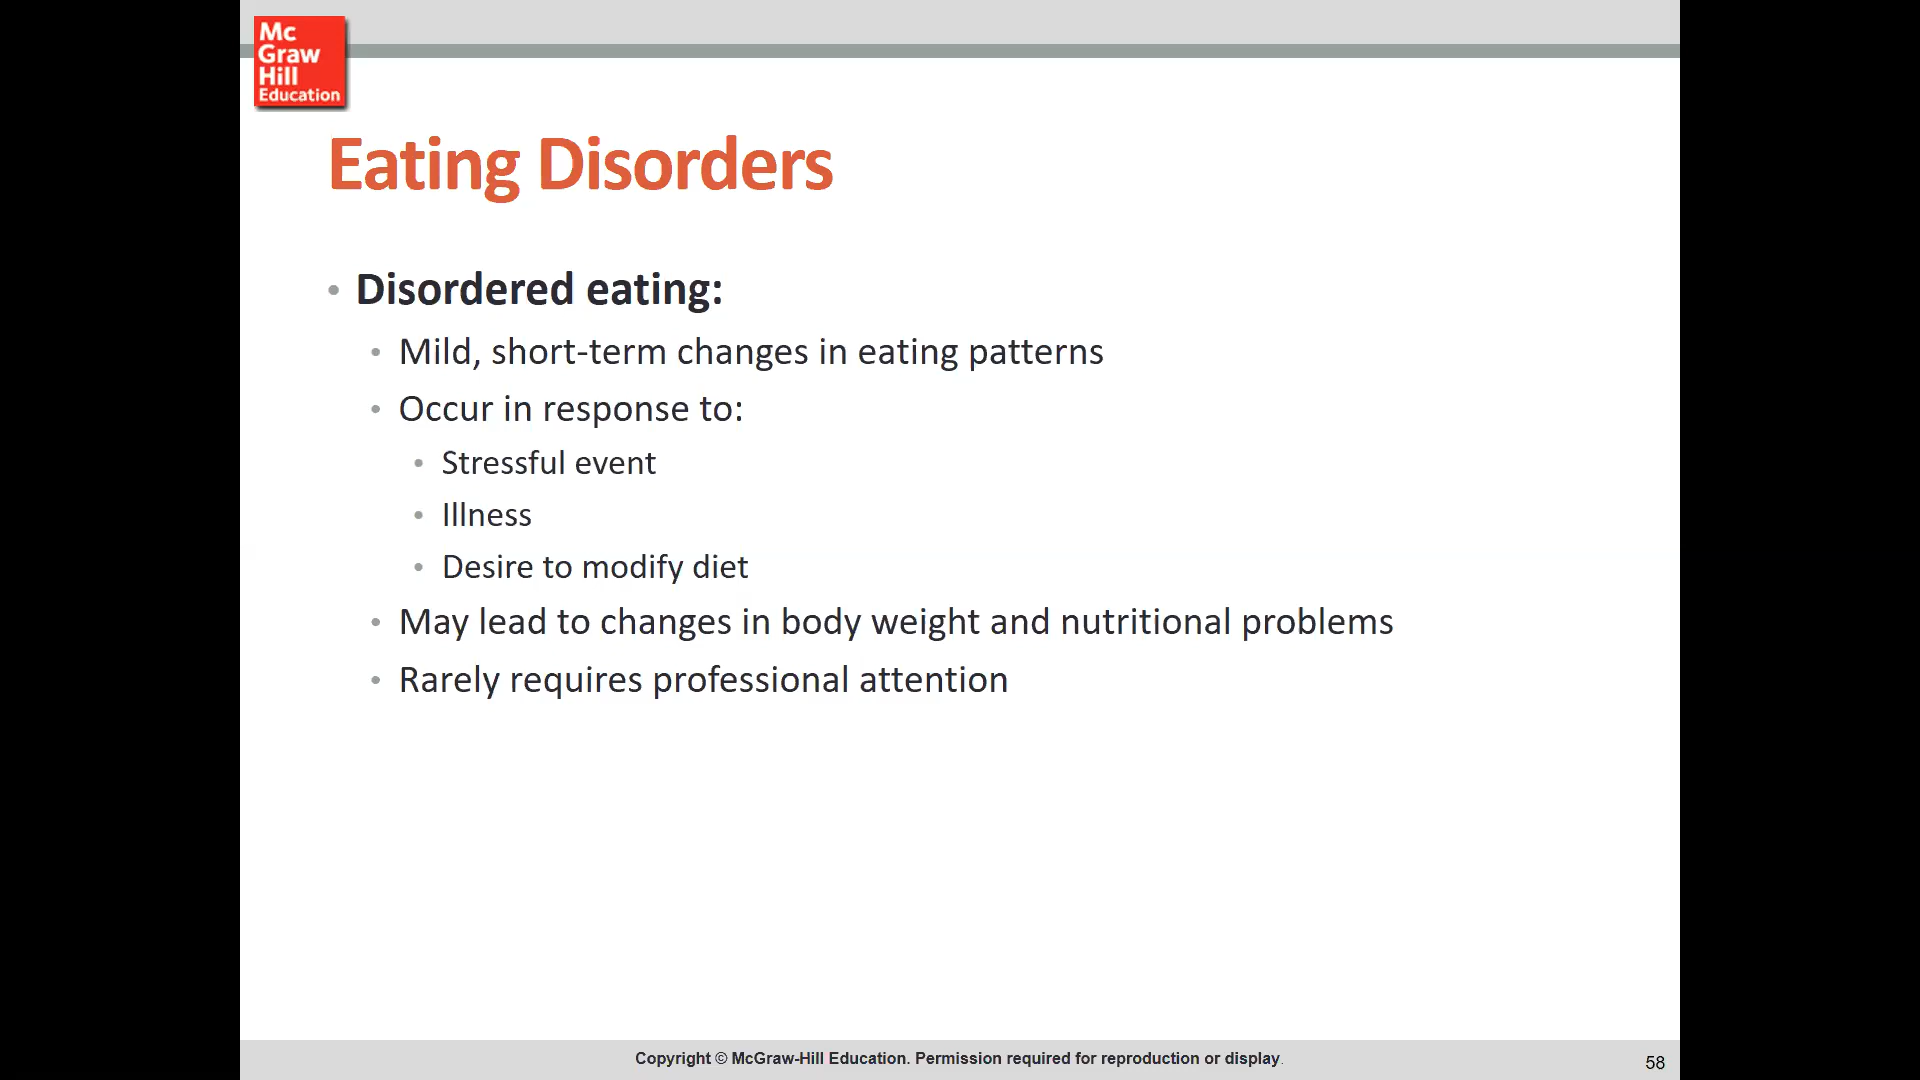 Mc
Graw
Hill
Education
Eating Disorders
• Disordered eating:
• Mild, short-term changes in eating patterns
• Occur in response to:
• Stressful event
• Illness
• Desire to modify diet
• May lead to changes in body weight and nutritional problems
• Rarely requires professional attention
Copyright © McGraw-Hill Education. Permission required for reproduction or display.
58